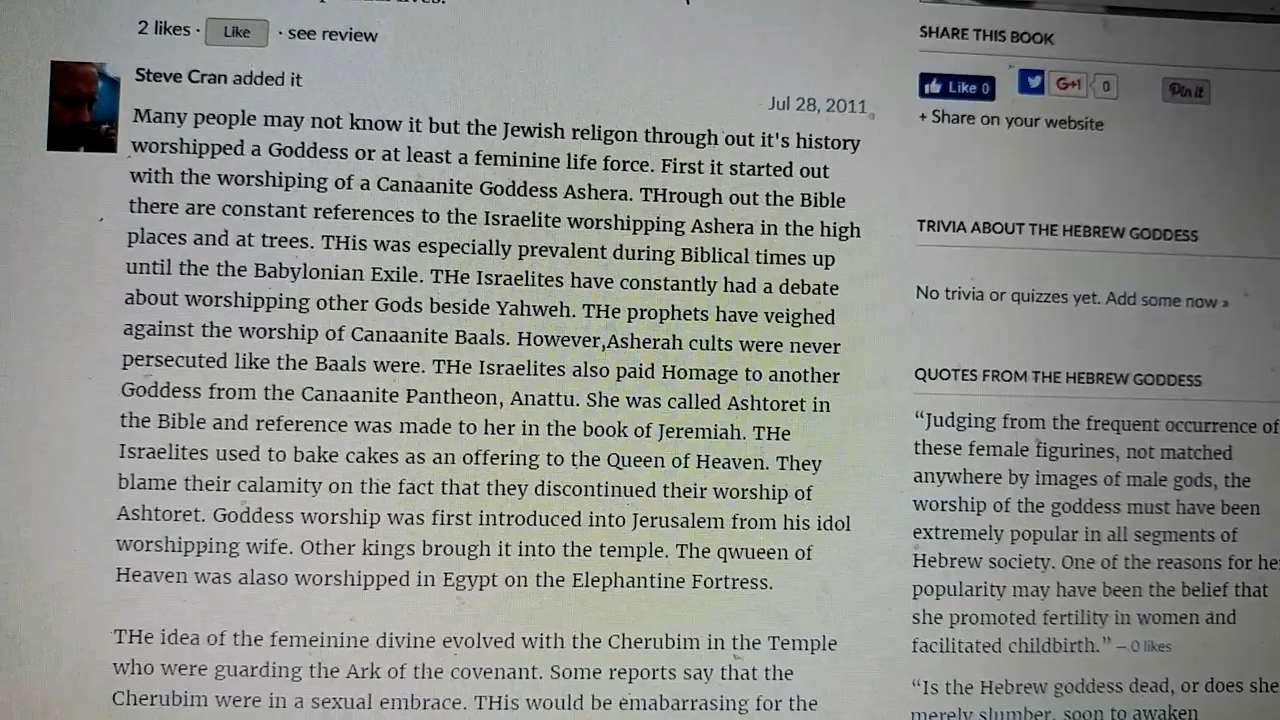 2 likes · Like · see review
Steve Cran added it
Jul 28, 2011
Many people may not know it but the Jewish religon through out it's history
worshipped a Goddess or at least a feminine life force. First it started out
with the worshiping of a Canaanite Goddess Ashera. THrough out the Bible
there are constant references to the Israelite worshipping Ashera in the high
places and at trees. THis was especially prevalent during Biblical times up
until the the Babylonian Exile. THe Israelites have constantly had a debate
about worshipping other Gods beside Yahweh. THe prophets have veighed
against the worship of Canaanite Baals. However,Asherah cults were never
persecuted like the Baals were. THe Israelites also paid Homage to another
Goddess from the Canaanite Pantheon, Anattu. She was called Ashtoret in
the Bible and reference was made to her in the book of Jeremiah. THe
Israelites used to bake cakes as an offering to the Queen of Heaven. They
blame their calamity on the fact that they discontinued their worship of
Ashtoret. Goddess worship was first introduced into Jerusalem from his idol
worshipping wife. Other kings brough it into the temple. The qwueen of
Heaven was alaso worshipped in Egypt on the Elephantine Fortress.
THe idea of the femeinine divine evolved with the Cherubim in the Temple
who were guarding the Ark of the covenant. Some reports say that the
Cherubim were in a sexual embrace. THis would be emabarrasing for the
SHARE THIS BOOK
Like 0
G+1 0
Pin it
+ Share on your website
TRIVIA ABOUT THE HEBREW GODDESS
No trivia or quizzes yet. Add some now »
QUOTES FROM THE HEBREW GODDESS
“Judging from the frequent occurrence of
these female figurines, not matched
anywhere by images of male gods, the
worship of the goddess must have been
extremely popular in all segments of
Hebrew society. One of the reasons for he
popularity may have been the belief that
she promoted fertility in women and
facilitated childbirth.” — 0 likes
“Is the Hebrew goddess dead, or does she
merely slumber, soon to awaken